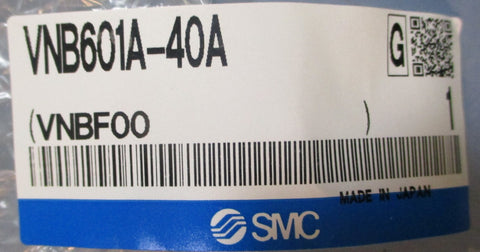 VNB601A-40A
G
(VNBF00 ) 1
MADE IN JAPAN
SMC